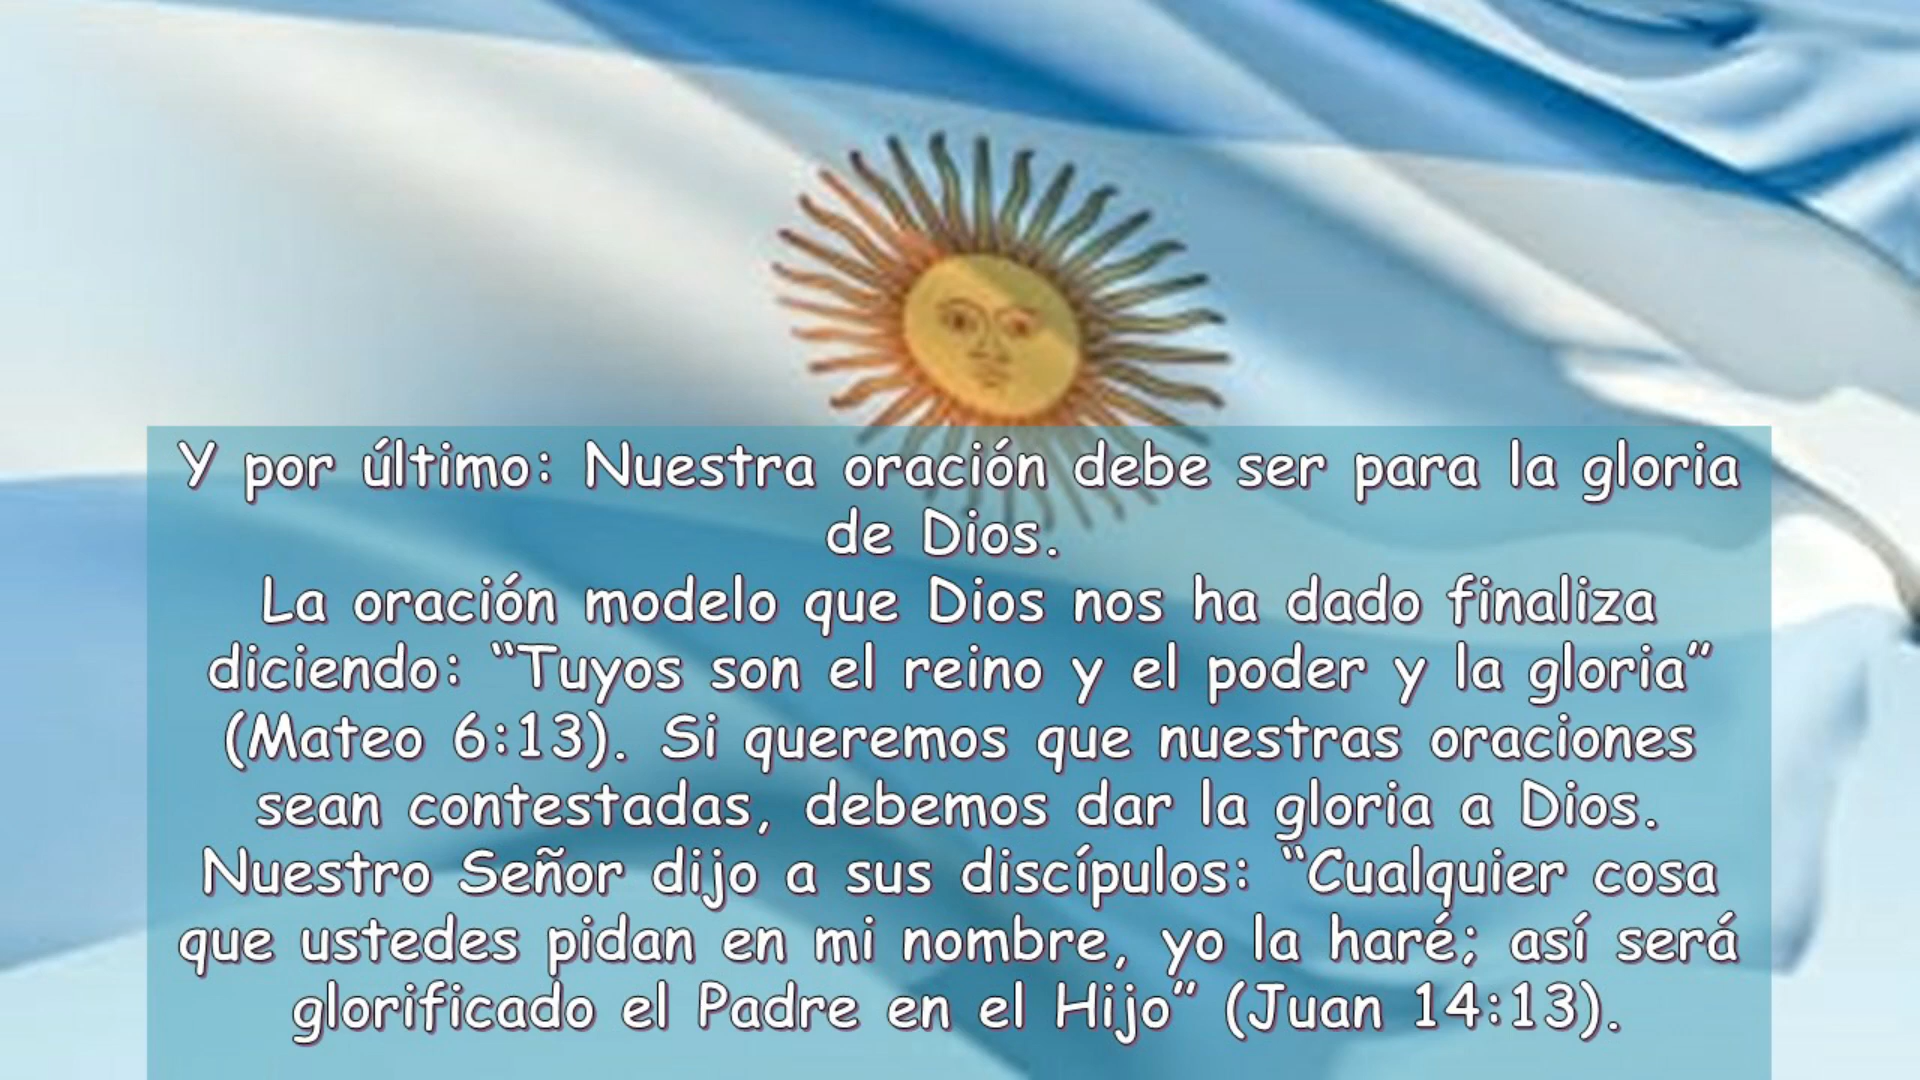 Y por último: Nuestra oración debe ser para la gloria
de Dios.
La oración modelo que Dios nos ha dado finaliza
diciendo: “Tuyos son el reino y el poder y la gloria”
(Mateo 6:13). Si queremos que nuestras oraciones
sean contestadas, debemos dar la gloria a Dios.
Nuestro Señor dijo a sus discípulos: “Cualquier cosa
que ustedes pidan en mi nombre, yo la haré; así será
glorificado el Padre en el Hijo” (Juan 14:13).